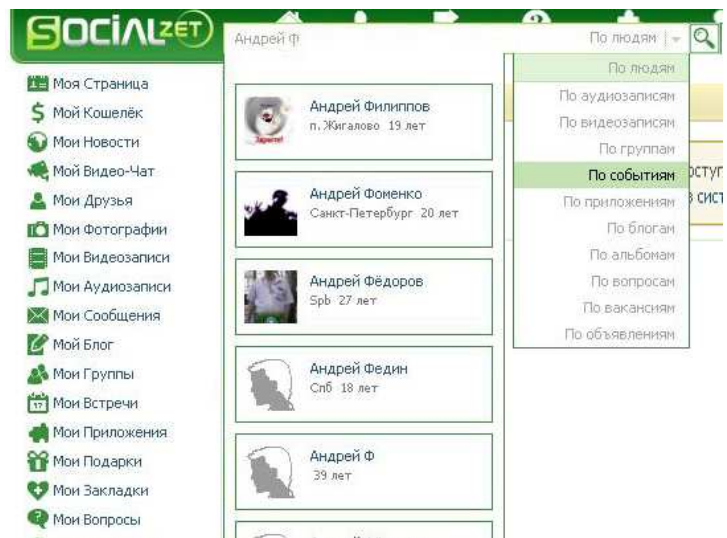 SOCIALZET
Андрей Ф
По людям
Моя Страница
Мой Кошелёк
Мои Новости
Мой Видео-Чат
Мои Друзья
Мои Фотографии
Мои Видеозаписи
Мои Аудиозаписи
Мои Сообщения
Мой Блог
Мои Группы
17
Мои Встречи
Мои Приложения
Мои Подарки
Мои Закладки
Мои Вопросы
Андрей Филиппов
п.Жигалово 19 лет
Андрей Фоменко
Санкт-Петербург 20 лет
Андрей Фёдоров
Spb 27 лет
Андрей Федин
Спб 18 лет
Андрей Ф
39 лет
По людям
По аудиозаписям
По видеозаписям
По группам
По событиям
По приложениям
По блогам
По альбомам
По вопросам
По вакансиям
По объявлениям